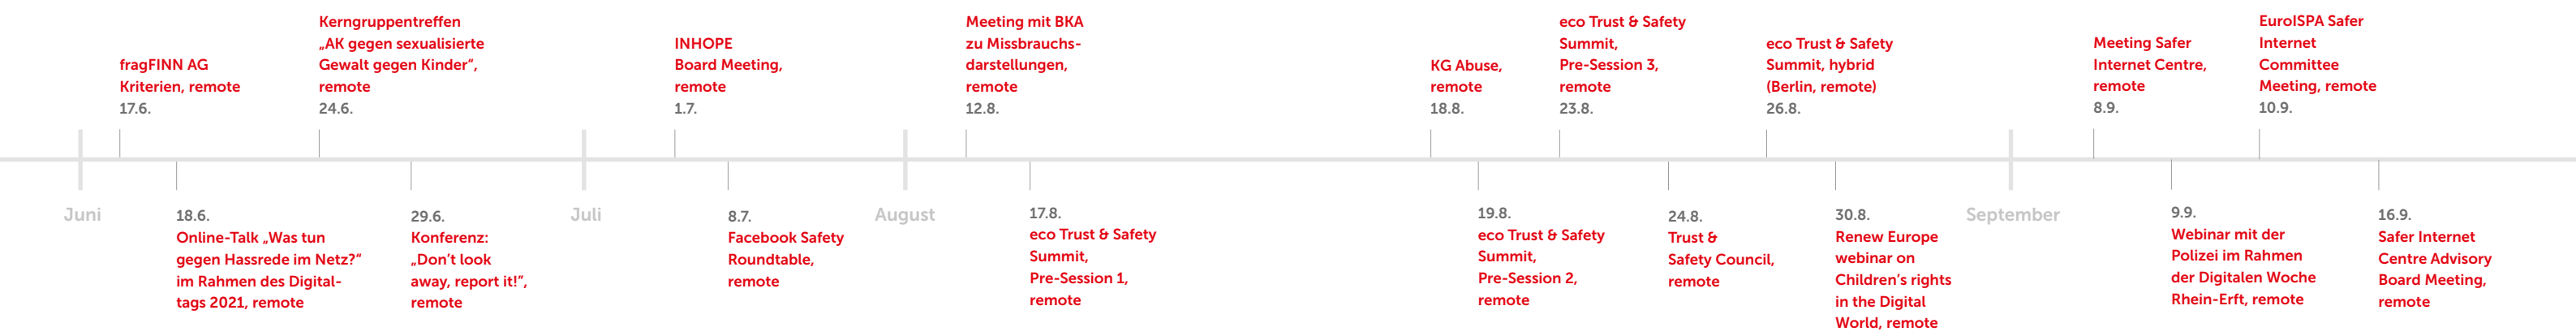 fragFINN AG
Kriterien, remote
17.6.
Kerngruppentreffen
„AK gegen sexualisierte
Gewalt gegen Kinder“,
remote
24.6.
INHOPE
Board Meeting,
remote
1.7.
Meeting mit BKA
zu Missbrauchs-
darstellungen,
remote
12.8.
KG Abuse,
remote
18.8.
eco Trust & Safety
Summit,
Pre-Session 3,
remote
23.8.
eco Trust & Safety
Summit, hybrid
(Berlin, remote)
26.8.
Meeting Safer
Internet Centre,
remote
8.9.
EuroISPA Safer
Internet
Committee
Meeting, remote
10.9.
Juni
18.6.
Online-Talk „Was tun
gegen Hassrede im Netz?“
im Rahmen des Digital-
tags 2021, remote
29.6.
Konferenz:
„Don’t look
away, report it!”,
remote
Juli
8.7.
Facebook Safety
Roundtable,
remote
August
17.8.
eco Trust & Safety
Summit,
Pre-Session 1,
remote
19.8.
eco Trust & Safety
Summit,
Pre-Session 2,
remote
24.8.
Trust &
Safety Council,
remote
30.8.
Renew Europe
webinar on
Children’s rights
in the Digital
World, remote
September
9.9.
Webinar mit der
Polizei im Rahmen
der Digitalen Woche
Rhein-Erft, remote
16.9.
Safer Internet
Centre Advisory
Board Meeting,
remote